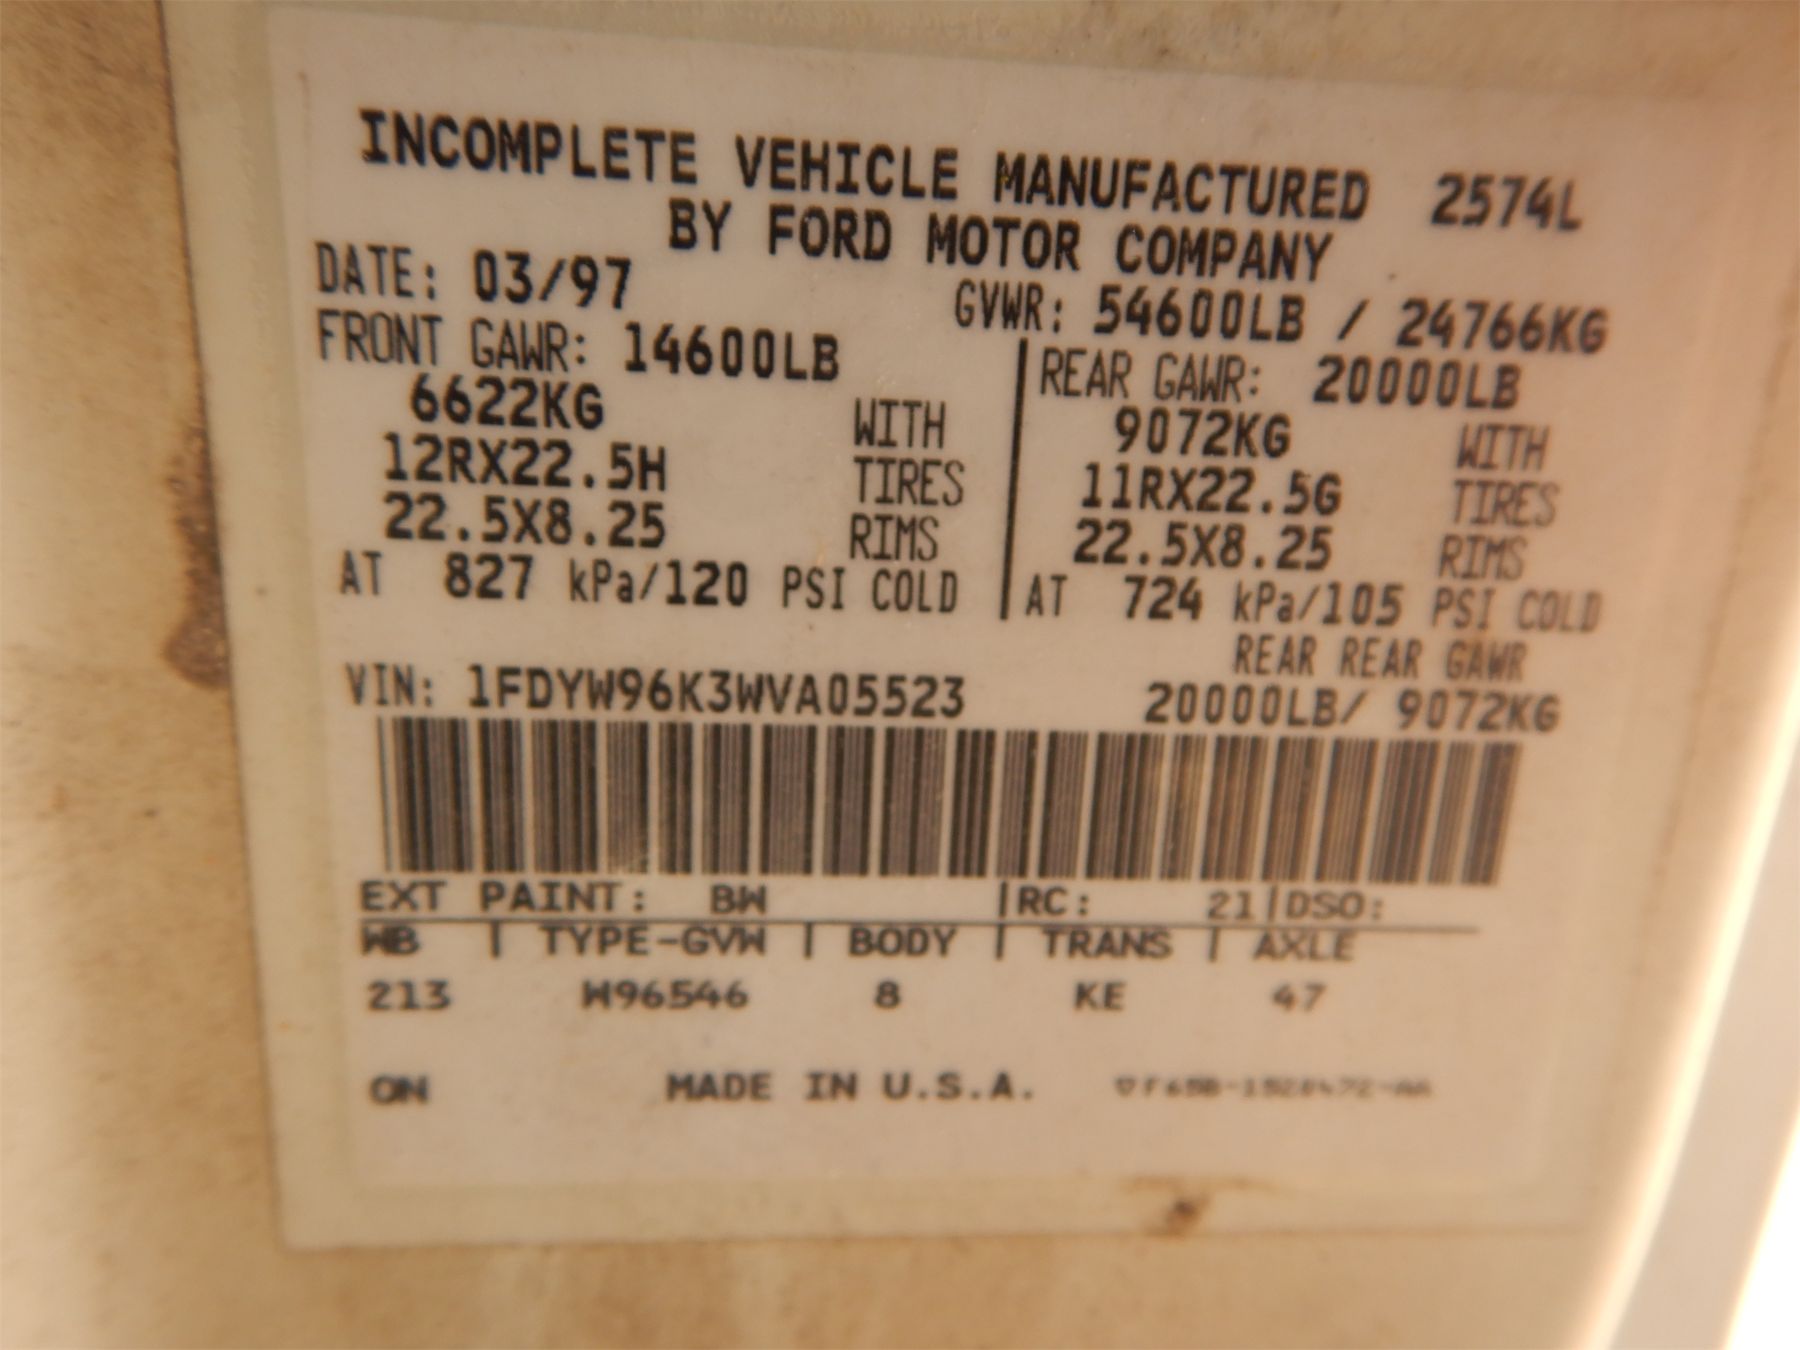 INCOMPLETE VEHICLE MANUFACTURED 2574L
BY FORD MOTOR COMPANY
DATE: 03/97 GVWR: 54600LB / 24766KG
FRONT GAWR: 14600LB REAR GAWR: 20000LB
6622KG WITH 9072KG WITH
12RX22.5H TIRES 11RX22.5G TIRES
22.5X8.25 RIMS 22.5X8.25 RIMS
AT 827 kPa/120 PSI COLD AT 724 kPa/105 PSI COLD
REAR REAR GAWR
VIN: 1FDYW96K3WVA05523 20000LB/ 9072KG
EXT PAINT: BW |RC: 21|DSO:
WB | TYPE-GVW | BODY | TRANS | AXLE
213 W96546 8 KE 47
ON MADE IN U.S.A.